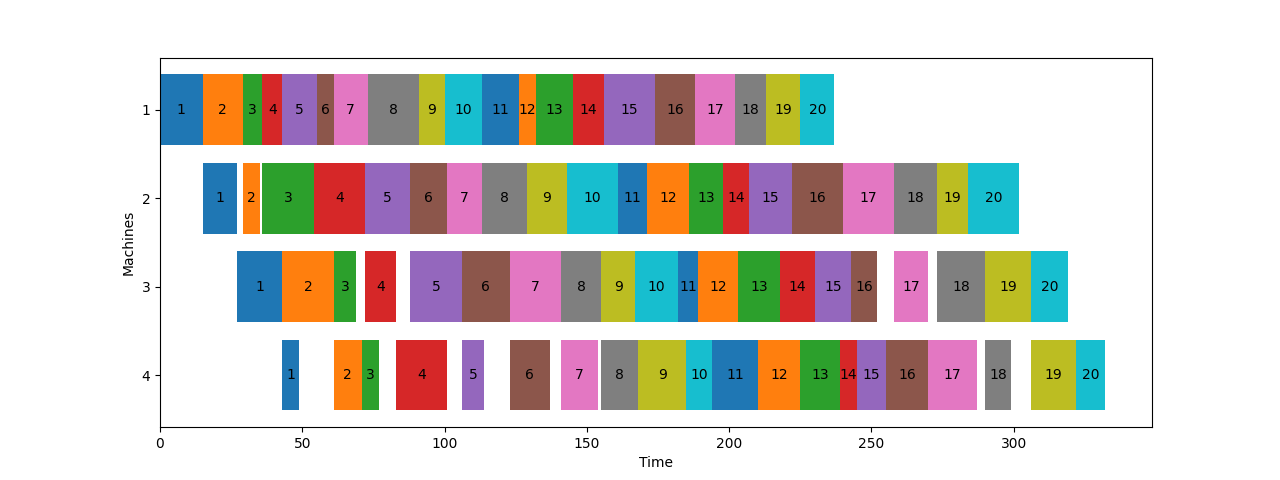 1 1 2 3 4 5 6 7 8 9 10 11 12 13 14 15 16 17 18 19 20
2 1 2 3 4 5 6 7 8 9 10 11 12 13 14 15 16 17 18 19 20
Machines
3 1 2 3 4 5 6 7 8 9 10 11 12 13 14 15 16 17 18 19 20
4 1 2 3 4 5 6 7 8 9 10 11 12 13 14 15 16 17 18 19 20
0 50 100 150 200 250 300
Time